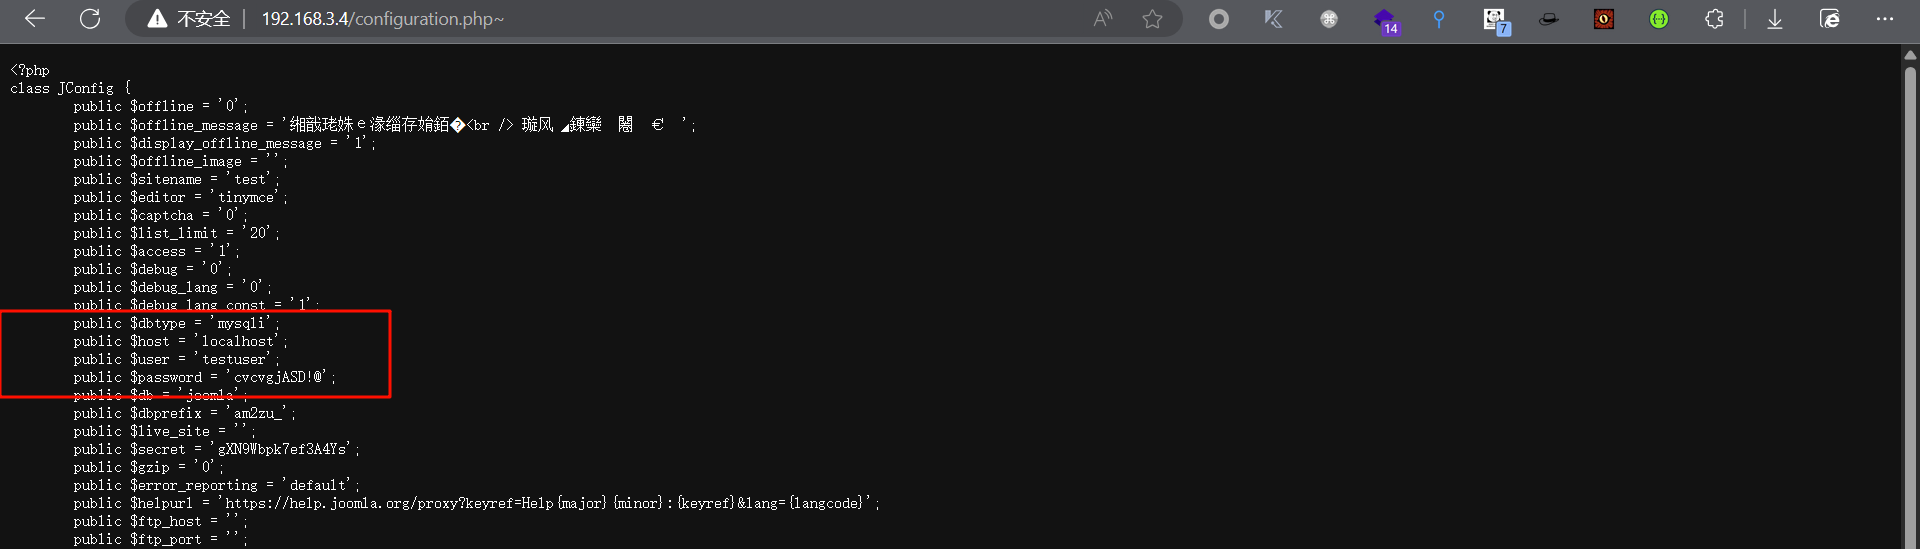 不安全 192.168.3.4/configuration.php~
14
7
<?php
class JConfig {
public $offline = '0';
public $offline_message = '缃戠珯姝ｅ湪缁存姢銆�<br /> 璇风◢鍊欒闂€';
public $display_offline_message = '1';
public $offline_image = '';
public $sitename = 'test';
public $editor = 'tinymce';
public $captcha = '0';
public $list_limit = '20';
public $access = '1';
public $debug = '0';
public $debug_lang = '0';
public $debug_lang_const = '1';
public $dbtype = 'mysqli';
public $host = 'localhost';
public $user = 'testuser';
public $password = 'cvcvgjASD!@';
public $db = 'joomla';
public $dbprefix = 'am2zu_';
public $live_site = '';
public $secret = 'gXN9Wbpk7ef3A4Ys';
public $gzip = '0';
public $error_reporting = 'default';
public $helpurl = 'https://help.joomla.org/proxy?keyref=Help{major}{minor}:{keyref}&lang={langcode}';
public $ftp_host = '';
public $ftp_port = '';